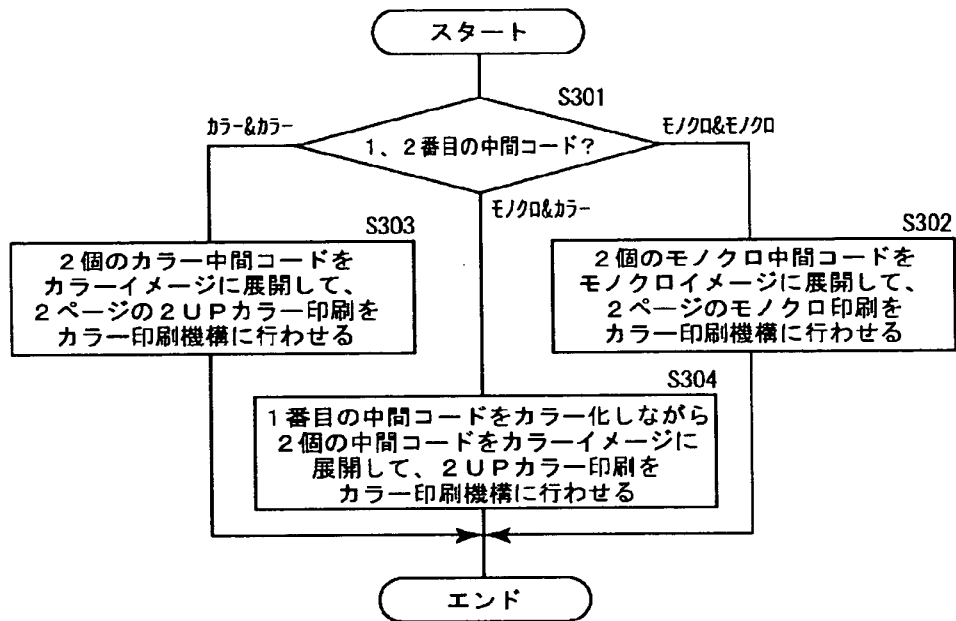 スタート
S301
カラー&カラー
モノクロ&モノクロ
1、2番目の中間コード?
モノクロ&カラー
S303
2個のカラー中間コードを
カラーイメージに展開して、
2ページの2UPカラー印刷を
カラー印刷機構に行わせる
S302
2個のモノクロ中間コードを
モノクロイメージに展開して、
2ページのモノクロ印刷を
カラー印刷機構に行わせる
S304
1番目の中間コードをカラー化しながら
2個の中間コードをカラーイメージに
展開して、2UPカラー印刷を
カラー印刷機構に行わせる
エンド